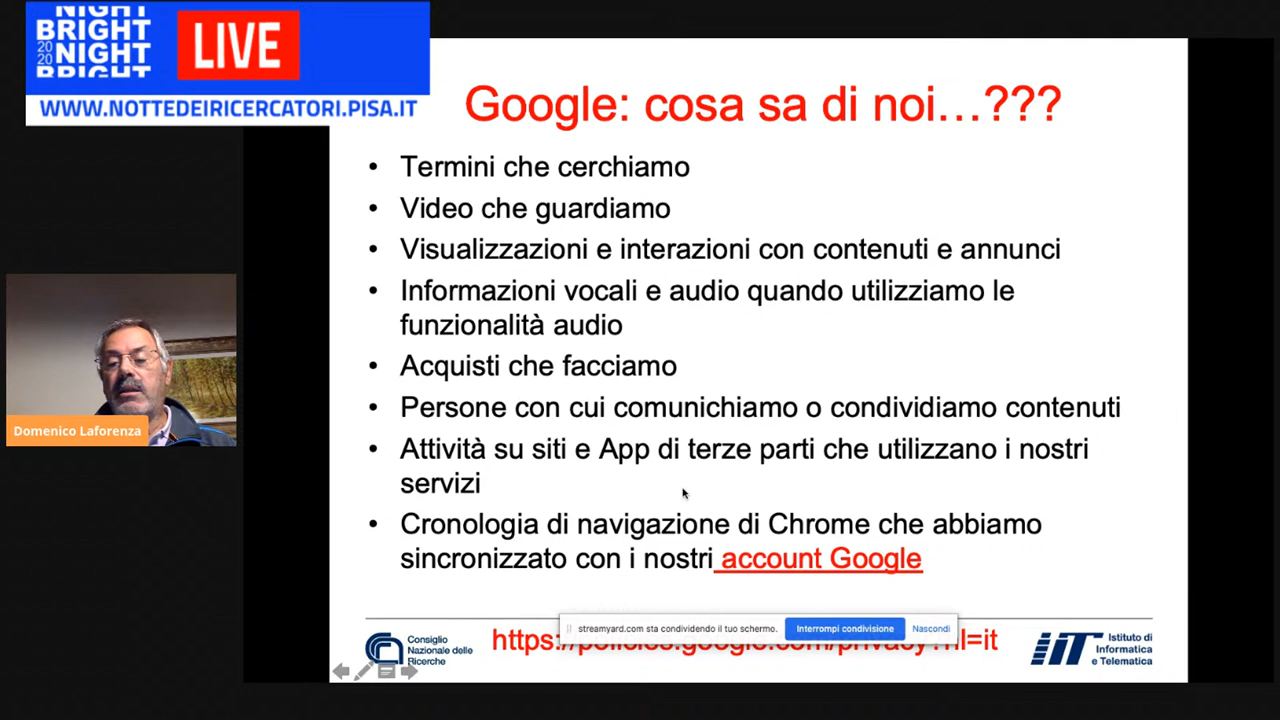 NIGHT
BRIGHT
2020
NIGHT
BRIGHT
LIVE
WWW.NOTTEDEIRICERCATORI.PISA.IT
Google: cosa sa di noi…???
• Termini che cerchiamo
• Video che guardiamo
• Visualizzazioni e interazioni con contenuti e annunci
• Informazioni vocali e audio quando utilizziamo le
funzionalità audio
• Acquisti che facciamo
• Persone con cui comunichiamo o condividiamo contenuti
• Attività su siti e App di terze parti che utilizzano i nostri
servizi
• Cronologia di navigazione di Chrome che abbiamo
sincronizzato con i nostri account Google
Domenico Laforenza
streamyard.com sta condividendo il tuo schermo.
Interrompi condivisione
Nascondi
Consiglio
Nazionale delle
Ricerche
https://policies.google.com/privacy?hl=it
IIT
Istituto di
Informatica
e Telematica